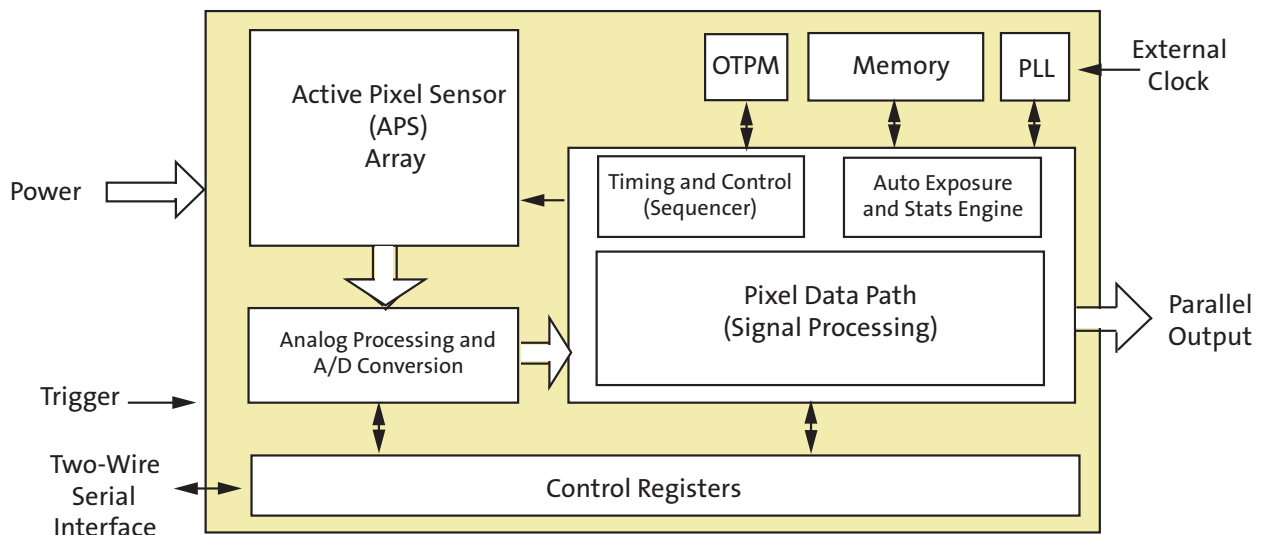 Active Pixel Sensor
(APS)
Array
OTPM
Memory
PLL
External
Clock
Power
Timing and Control
(Sequencer)
Auto Exposure
and Stats Engine
Pixel Data Path
(Signal Processing)
Parallel
Output
Analog Processing and
A/D Conversion
Trigger
Two-Wire
Serial
Interface
Control Registers